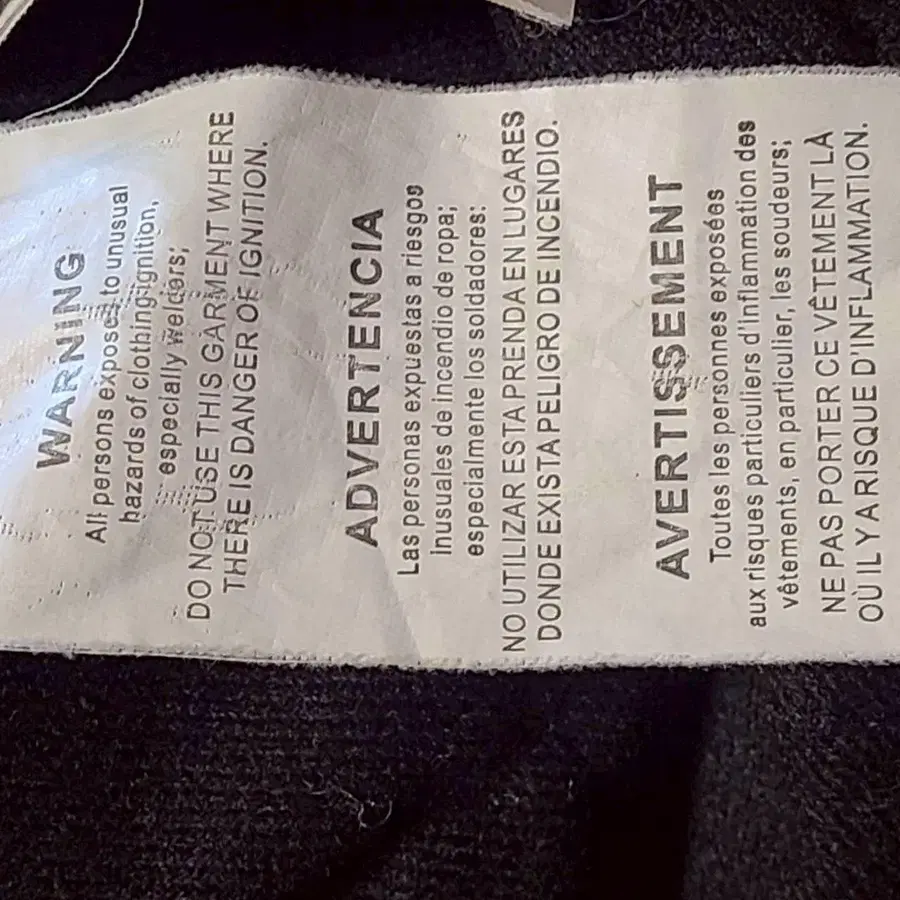 WARNING
All persons exposed to unusual
hazards of clothing ignition,
especially welders;
DO NOT USE THIS GARMENT WHERE
THERE IS DANGER OF IGNITION.
ADVERTENCIA
Las personas expuestas a riesgos
inusuales de incendio de ropa;
especialmente los soldadores:
NO UTILIZAR ESTA PRENDA EN LUGARES
DONDE EXISTA PELIGRO DE INCENDIO.
AVERTISSEMENT
Toutes les personnes exposées
aux risques particuliers d'inflammation des
vêtements, en particulier, les soudeurs;
NE PAS PORTER CE VÊTEMENT LÀ
OÙ IL Y A RISQUE D'INFLAMMATION.